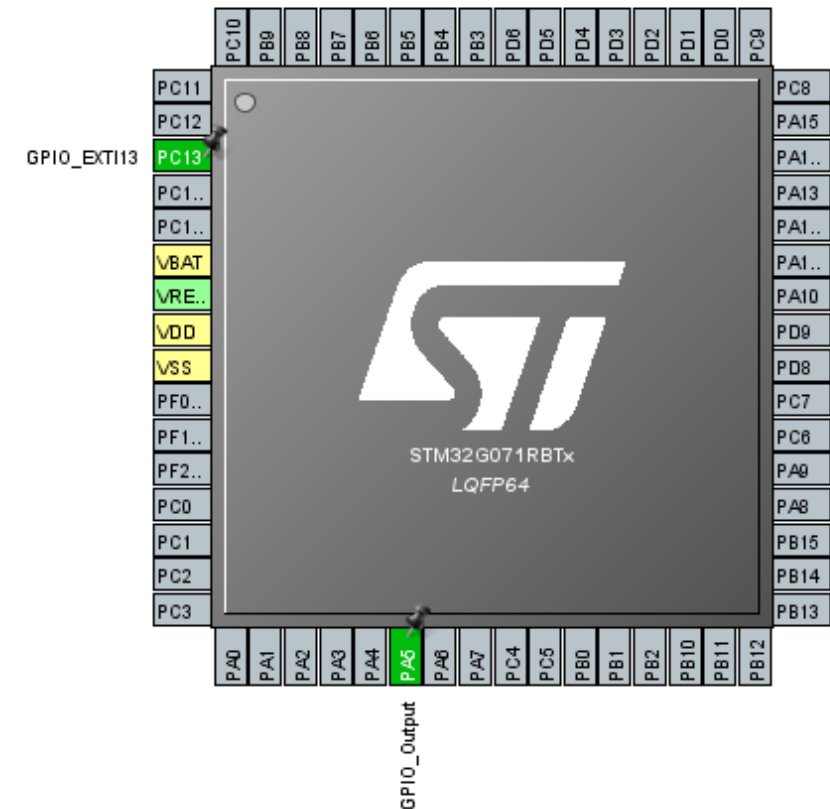 PC10
PB9
PB8
PB7
PB6
PB5
PB4
PB3
PD6
PD5
PD4
PD3
PD2
PD1
PD0
PC9
PC11
PC12
GPIO_EXTI13
PC13
PC1..
PC1..
VBAT
VRE..
VDD
VSS
PF0..
PF1..
PF2..
PC0
PC1
PC2
PC3
ST
STM32G071RBTx
LQFP64
PC8
PA15
PA1..
PA13
PA1..
PA1..
PA10
PD9
PD8
PC7
PC6
PA9
PA8
PB15
PB14
PB13
PA0
PA1
PA2
PA3
PA4
PA5
PA6
PA7
PC4
PC5
PB0
PB1
PB2
PB10
PB11
PB12
GPIO_Output